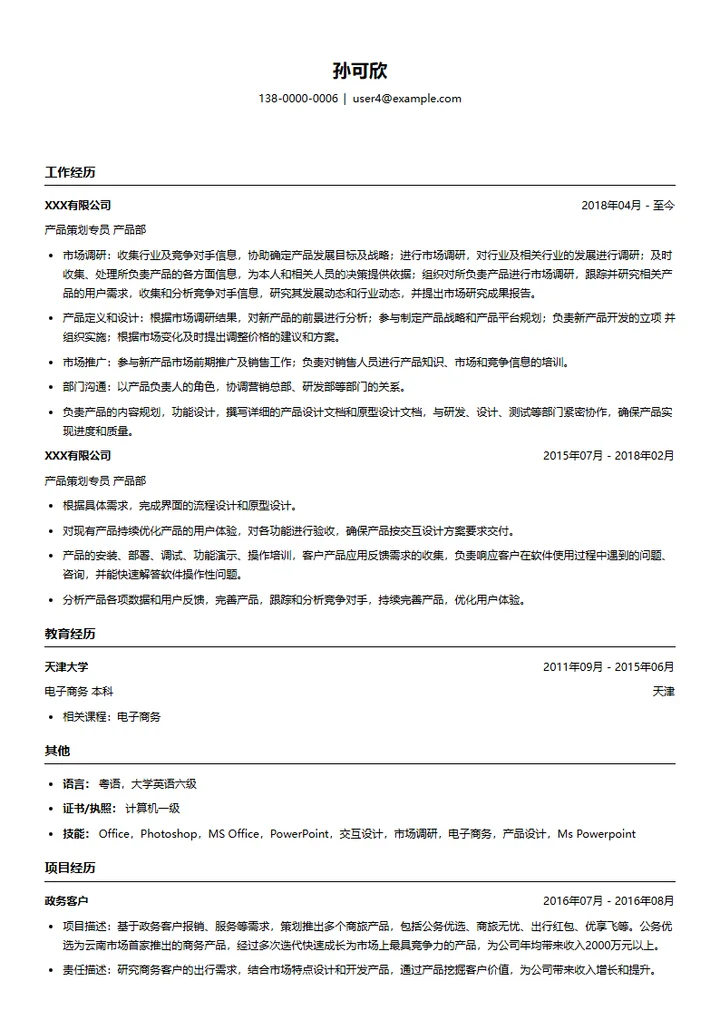 孙可欣
138-0000-0006 | user4@example.com
工作经历
XXX有限公司 2018年04月 - 至今
产品策划专员 产品部
• 市场调研：收集行业及竞争对手信息，协助确定产品发展目标及战略；进行市场调研，对行业及相关行业的发展进行调研；及时
收集、处理所负责产品的各方面信息，为本人和相关人员的决策提供依据；组织对所负责产品进行市场调研，跟踪并研究相关产
品的用户需求，收集和分析竞争对手信息，研究其发展动态和行业动态，并提出市场研究成果报告。
• 产品定义和设计：根据市场调研结果，对新产品的前景进行分析；参与制定产品战略和产品平台规划；负责新产品开发的立项 并
组织实施；根据市场变化及时提出调整价格的建议和方案。
• 市场推广：参与新产品市场前期推广及销售工作；负责对销售人员进行产品知识、市场和竞争信息的培训。
• 部门沟通：以产品负责人的角色，协调营销总部、研发部等部门的关系。
• 负责产品的内容规划，功能设计，撰写详细的产品设计文档和原型设计文档，与研发、设计、测试等部门紧密协作，确保产品实
现进度和质量。
XXX有限公司 2015年07月 - 2018年02月
产品策划专员 产品部
• 根据具体需求，完成界面的流程设计和原型设计。
• 对现有产品持续优化产品的用户体验，对各功能进行验收，确保产品按交互设计方案要求交付。
• 产品的安装、部署、调试、功能演示、操作培训，客户产品应用反馈需求的收集，负责响应客户在软件使用过程中遇到的问题、
咨询，并能快速解答软件操作性问题。
• 分析产品各项数据和用户反馈，完善产品，跟踪和分析竞争对手，持续完善产品，优化用户体验。
教育经历
天津大学 2011年09月 - 2015年06月
电子商务 本科 天津
• 相关课程：电子商务
其他
• 语言： 粤语，大学英语六级
• 证书/执照： 计算机一级
• 技能： Office，Photoshop，MS Office，PowerPoint，交互设计，市场调研，电子商务，产品设计，Ms Powerpoint
项目经历
政务客户 2016年07月 - 2016年08月
• 项目描述：基于政务客户报销、服务等需求，策划推出多个商旅产品，包括公务优选、商旅无忧、出行红包、优享飞等。公务优
选为云南市场首家推出的商务产品，经过多次迭代快速成长为市场上最具竞争力的产品，为公司年均带来收入2000万元以上。
• 责任描述：研究商务客户的出行需求，结合市场特点设计和开发产品，通过产品挖掘客户价值，为公司带来收入增长和提升。